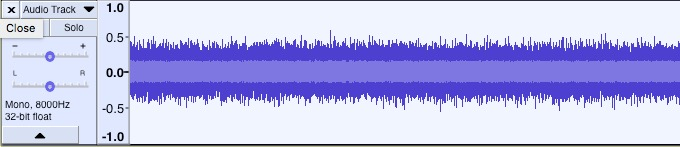 x Audio Track
Close Solo
- +
L R
Mono, 8000Hz
32-bit float
1.0
0.5
0.0
-0.5
-1.0